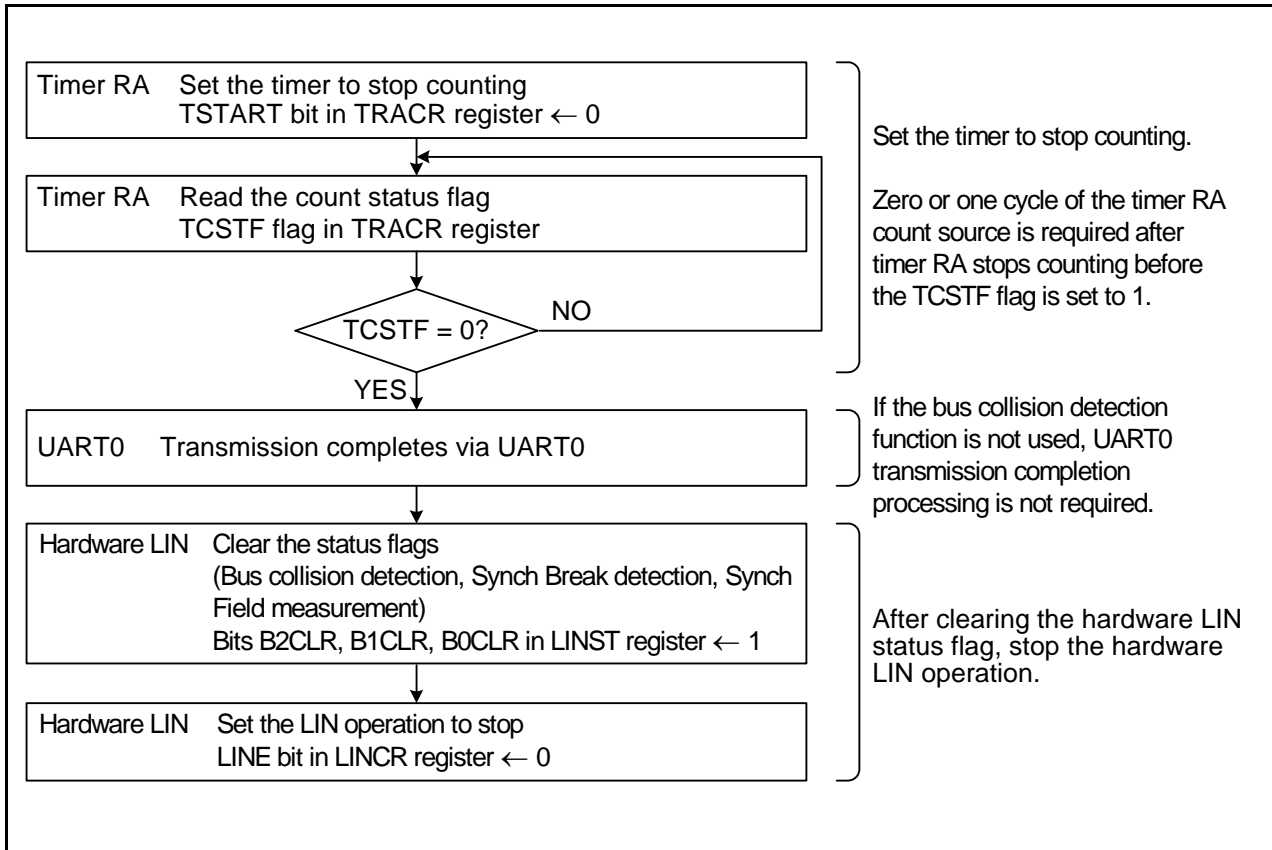 Timer RA Set the timer to stop counting
TSTART bit in TRACR register ← 0
Timer RA Read the count status flag
TCSTF flag in TRACR register
TCSTF = 0?
NO
YES
Set the timer to stop counting.
Zero or one cycle of the timer RA
count source is required after
timer RA stops counting before
the TCSTF flag is set to 1.
UART0 Transmission completes via UART0
If the bus collision detection
function is not used, UART0
transmission completion
processing is not required.
Hardware LIN Clear the status flags
(Bus collision detection, Synch Break detection, Synch
Field measurement)
Bits B2CLR, B1CLR, B0CLR in LINST register ← 1
Hardware LIN Set the LIN operation to stop
LINE bit in LINCR register ← 0
After clearing the hardware LIN
status flag, stop the hardware
LIN operation.